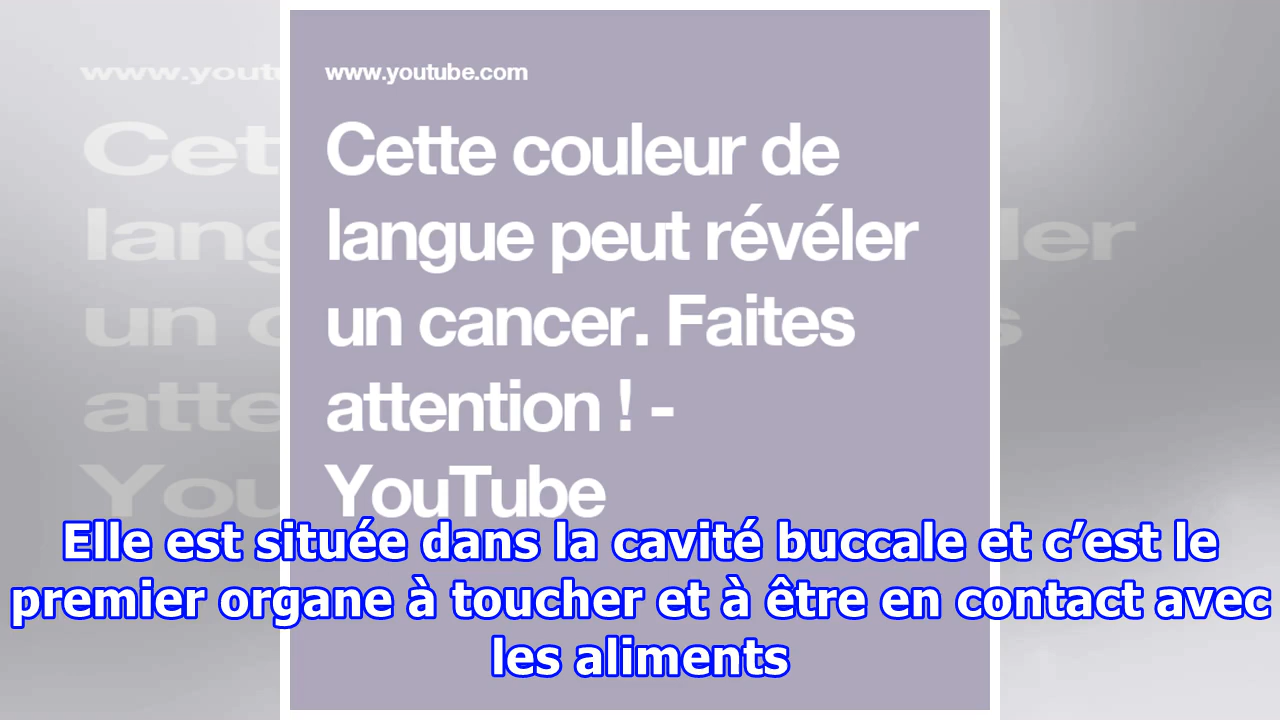 www.youtube.com
Cette couleur de
langue peut révéler
un cancer. Faites
attention ! -
YouTube
Elle est située dans la cavité buccale et c’est le
premier organe à toucher et à être en contact avec
les aliments